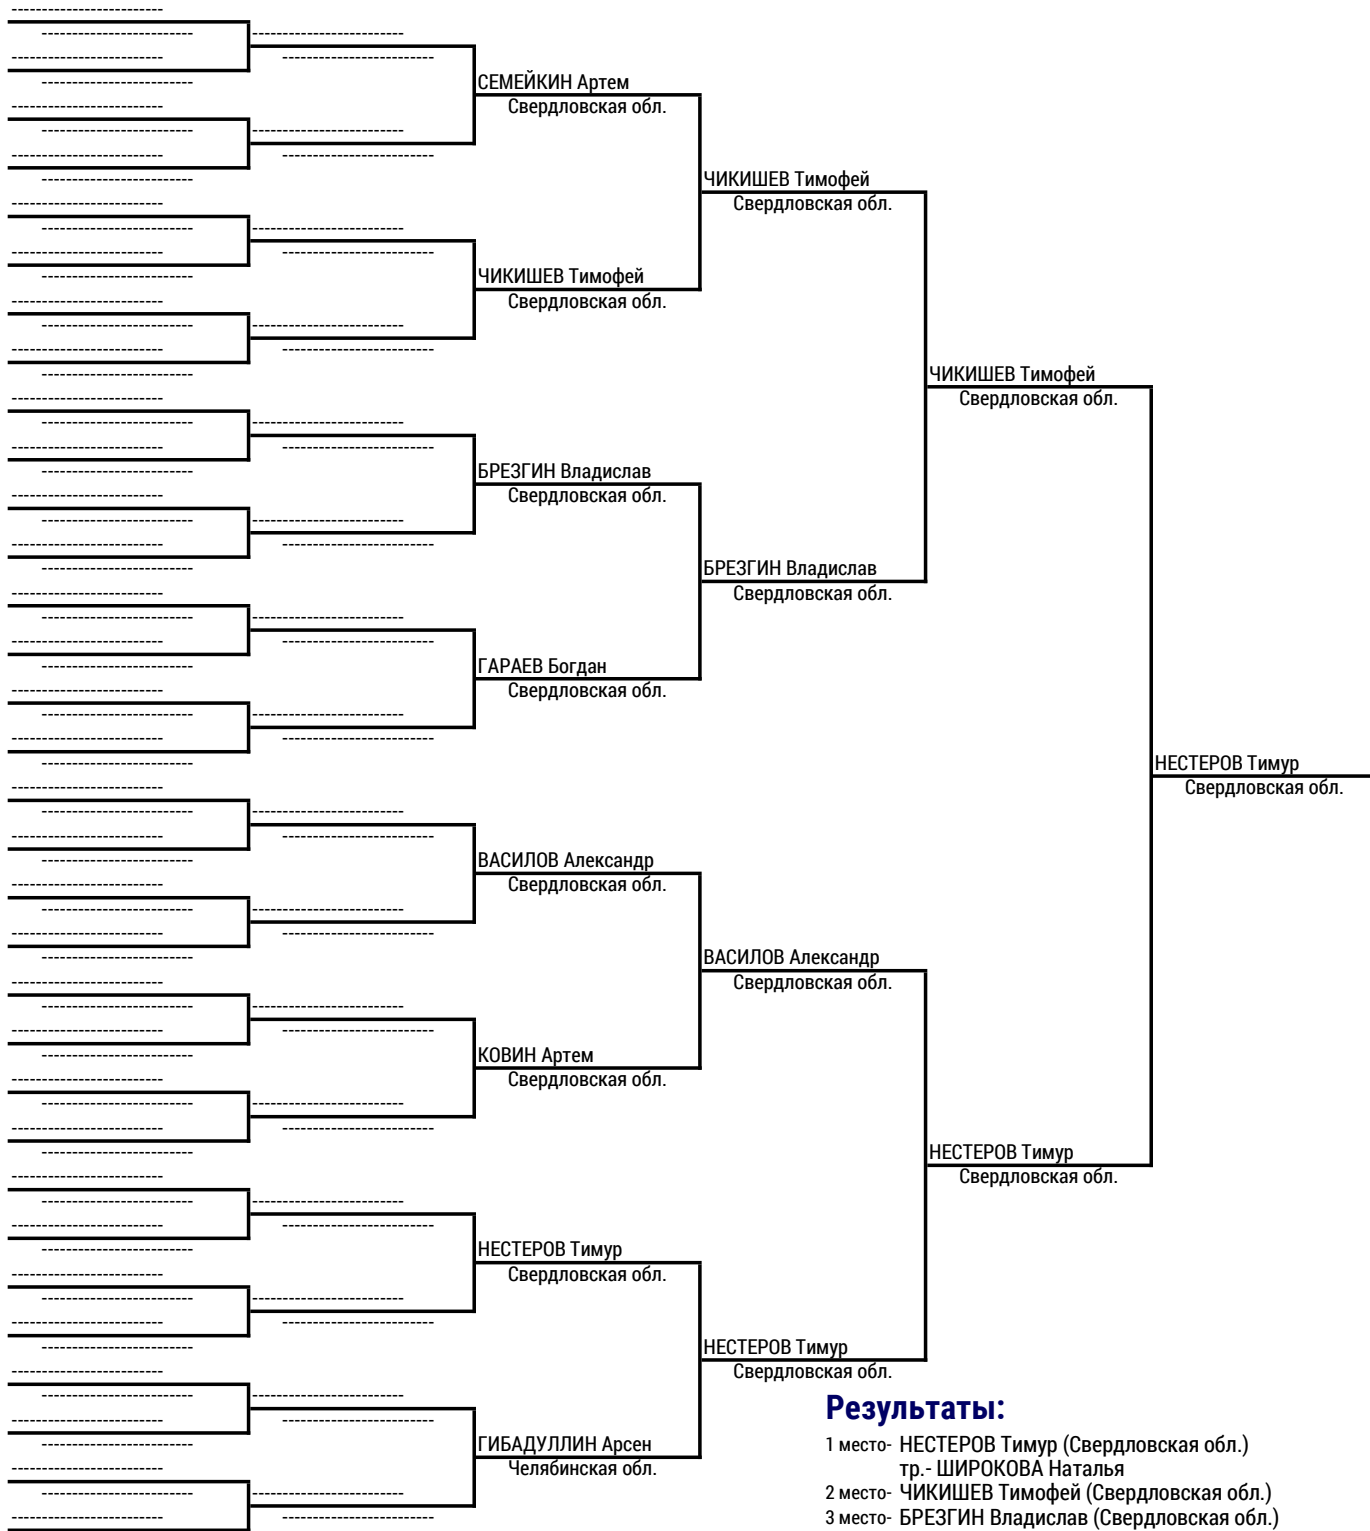 СЕМЕЙКИН Артем
Свердловская обл.
ЧИКИШЕВ Тимофей
Свердловская обл.
ЧИКИШЕВ Тимофей
Свердловская обл.
ЧИКИШЕВ Тимофей
Свердловская обл.
БРЕЗГИН Владислав
Свердловская обл.
БРЕЗГИН Владислав
Свердловская обл.
ГАРАЕВ Богдан
Свердловская обл.
НЕСТЕРОВ Тимур
Свердловская обл.
ВАСИЛОВ Александр
Свердловская обл.
ВАСИЛОВ Александр
Свердловская обл.
КОВИН Артем
Свердловская обл.
НЕСТЕРОВ Тимур
Свердловская обл.
НЕСТЕРОВ Тимур
Свердловская обл.
НЕСТЕРОВ Тимур
Свердловская обл.
ГИБАДУЛЛИН Арсен
Челябинская обл.
Результаты:
1 место- НЕСТЕРОВ Тимур (Свердловская обл.)
тр.- ШИРОКОВА Наталья
2 место- ЧИКИШЕВ Тимофей (Свердловская обл.)
3 место- БРЕЗГИН Владислав (Свердловская обл.)